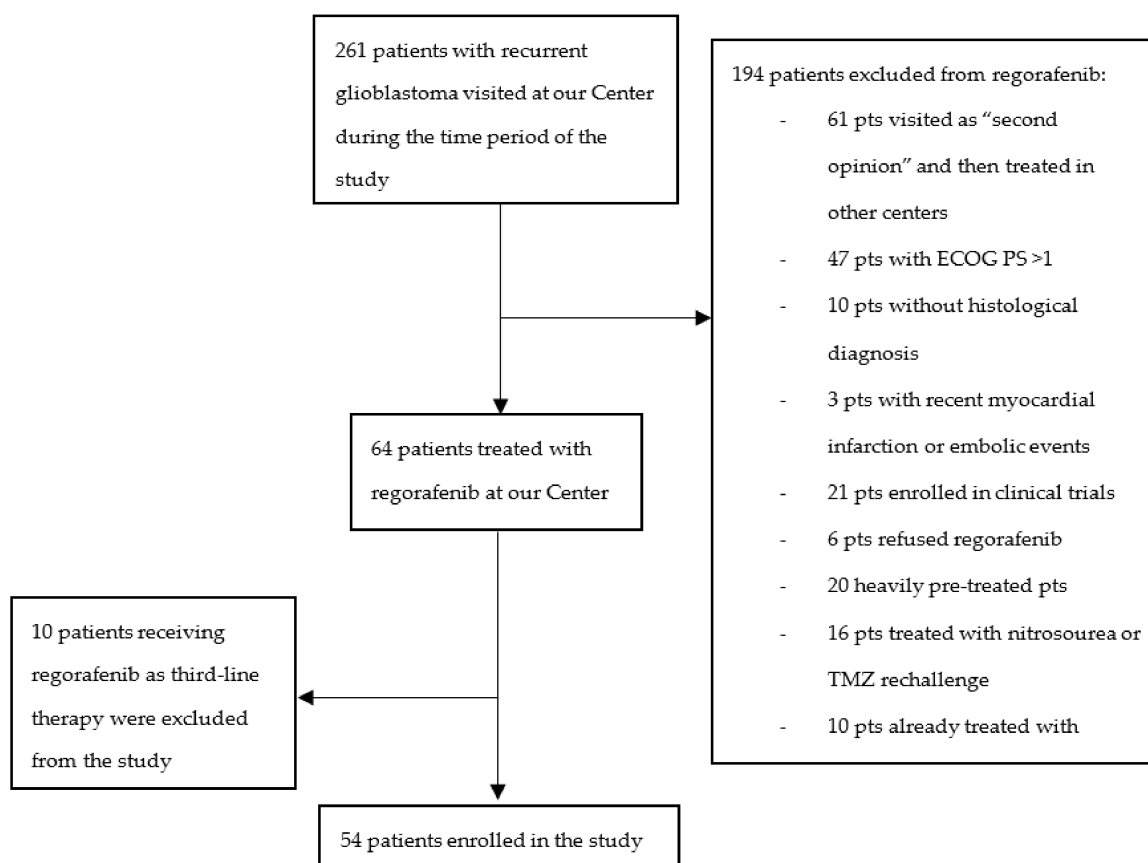 261 patients with recurrent
glioblastoma visited at our Center
during the time period of the
study
194 patients excluded from regorafenib:
- 61 pts visited as “second
opinion” and then treated in
other centers
- 47 pts with ECOG PS >1
- 10 pts without histological
diagnosis
- 3 pts with recent myocardial
infarction or embolic events
- 21 pts enrolled in clinical trials
- 6 pts refused regorafenib
- 20 heavily pre-treated pts
- 16 pts treated with nitrosourea or
TMZ rechallenge
- 10 pts already treated with
64 patients treated with
regorafenib at our Center
10 patients receiving
regorafenib as third-line
therapy were excluded
from the study
54 patients enrolled in the study